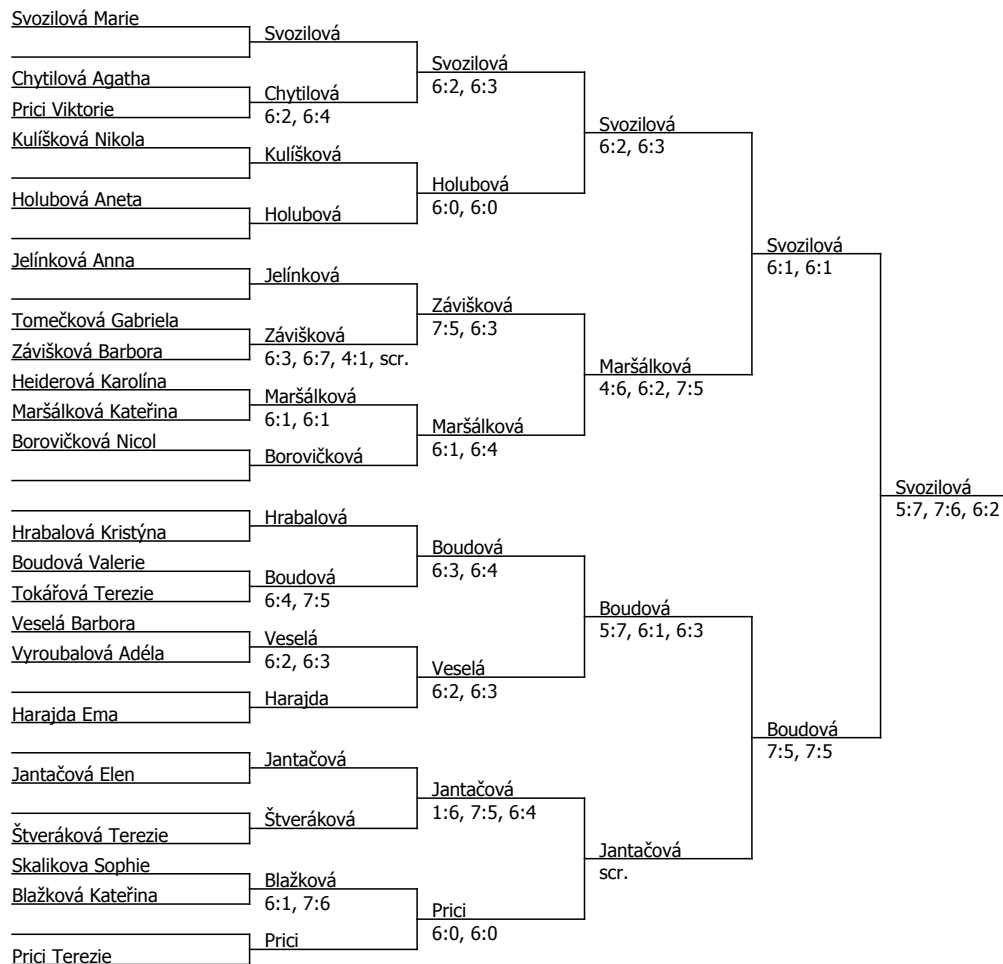 Svozilová Marie
Chytilová Agatha
Prici Viktorie
Kulíšková Nikola
Holubová Aneta
Jelínková Anna
Tomečková Gabriela
Závišková Barbora
Heiderová Karolína
Maršálková Kateřina
Borovičková Nicol
Hrabalová Kristýna
Boudová Valerie
Tokářová Terezie
Veselá Barbora
Vyroubalová Adéla
Harajda Ema
Jantačová Elen
Štveráková Terezie
Skalikova Sophie
Blažková Kateřina
Prici Terezie
Svozilová
Chytilová
6:2, 6:4
Kulíšková
Holubová
Jelínková
Závišková
6:3, 6:7, 4:1, scr.
Maršálková
6:1, 6:1
Borovičková
Hrabalová
Boudová
6:4, 7:5
Veselá
6:2, 6:3
Harajda
Jantačová
Štveráková
Blažková
6:1, 7:6
Prici
Svozilová
6:2, 6:3
Holubová
6:0, 6:0
Závišková
7:5, 6:3
Maršálková
6:1, 6:4
Boudová
6:3, 6:4
Veselá
6:2, 6:3
Jantačová
1:6, 7:5, 6:4
Prici
6:0, 6:0
Svozilová
6:2, 6:3
Maršálková
4:6, 6:2, 7:5
Boudová
5:7, 6:1, 6:3
Jantačová
scr.
Svozilová
6:1, 6:1
Boudová
7:5, 7:5
Svozilová
5:7, 7:6, 6:2